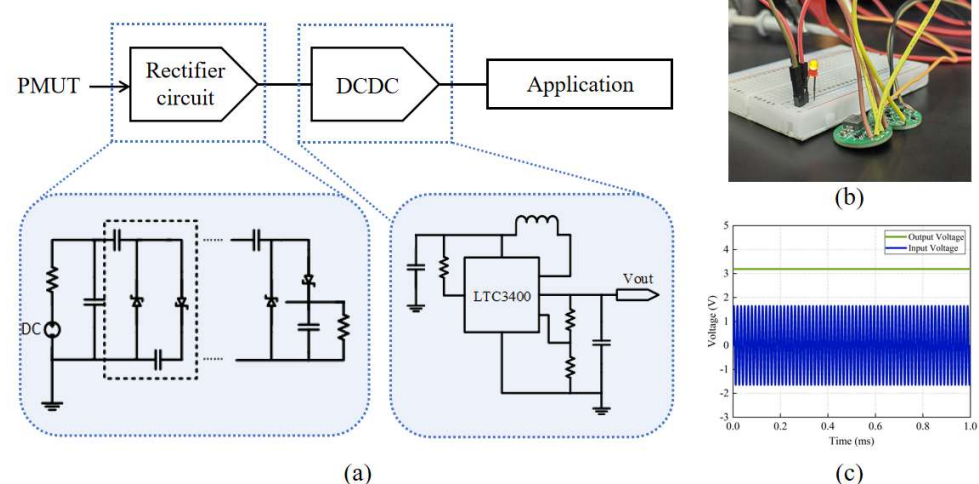 PMUT
Rectifier
circuit
DCDC
Application
DC
LTC3400
Vout
(a)
(b)
5
4
3
2
1
0
-1
-2
-3
Voltage (V)
Output Voltage
Input Voltage
0.0
0.2
0.4
0.6
0.8
1.0
Time (ms)
(c)